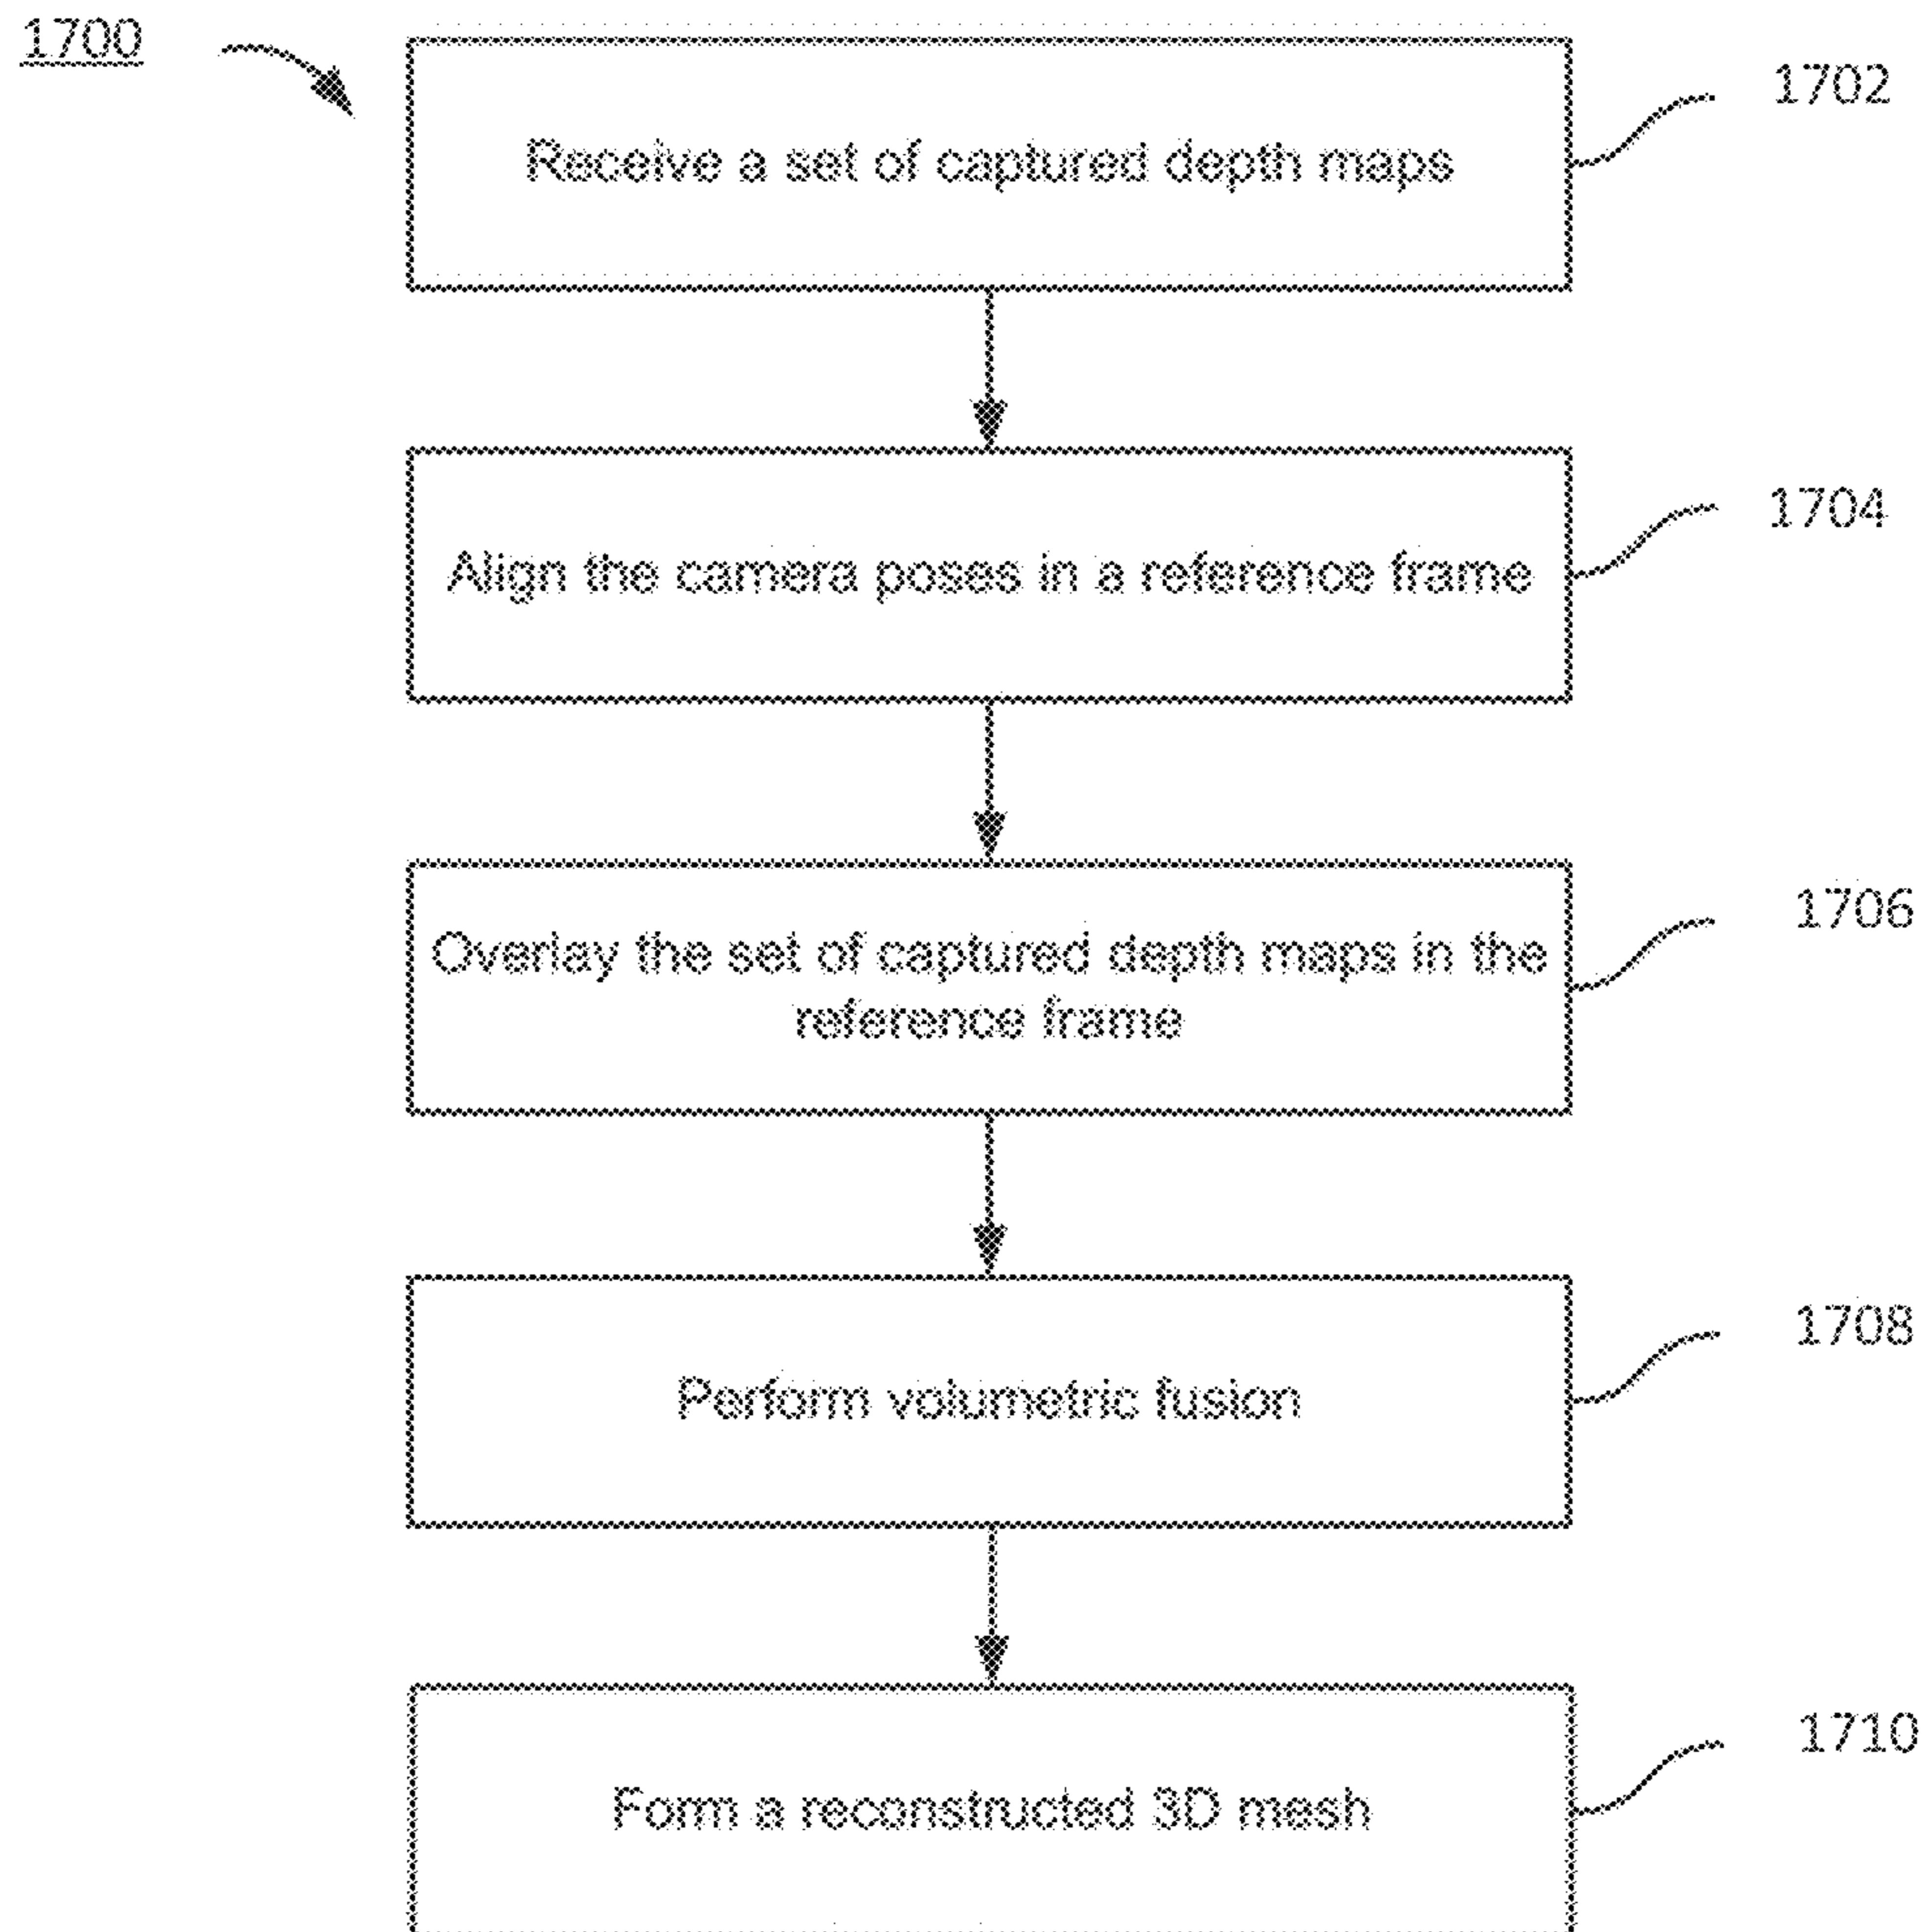 1700
1702
Receive a set of captured depth maps
1704
Align the camera poses in a reference frame
1706
Overlay the set of captured depth maps in the
reference frame
1708
Perform volumetric fusion
1710
Form a reconstructed 3D mesh